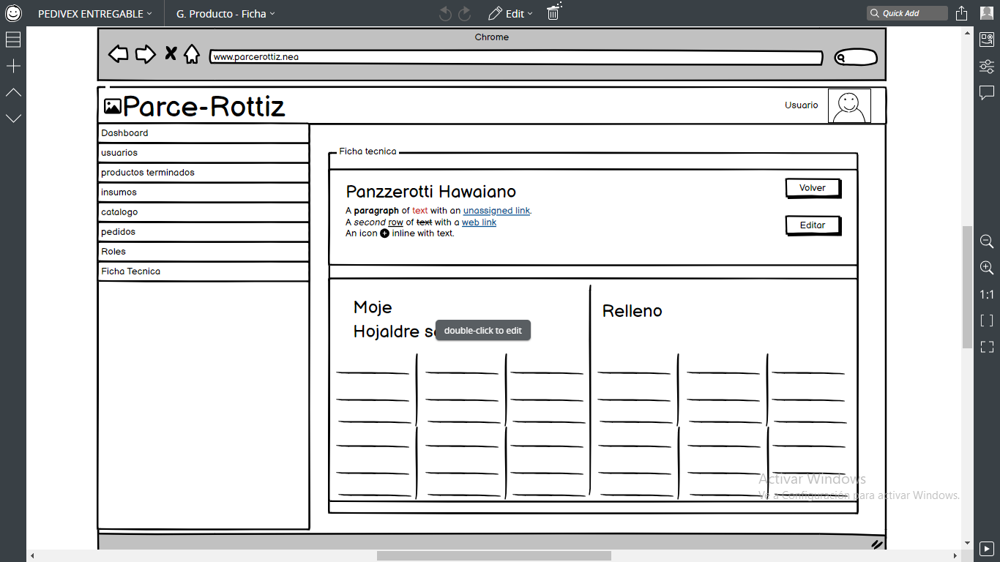 PEDIVEX ENTREGABLE
G. Producto - Ficha
Edit
Quick Add
Chrome
www.parcerottiz.nea
Parce-Rottiz
Usuario
Dashboard
usuarios
productos terminados
insumos
catalogo
pedidos
Roles
Ficha Tecnica
Ficha tecnica
Panzzerotti Hawaiano
Volver
A paragraph of text with an unassigned link.
A second row of text with a web link
An icon inline with text.
Editar
Moje
Relleno
Hojaldre
double-click to edit
1:1
Activar Windows
Ve a Configuración para activar Windows.